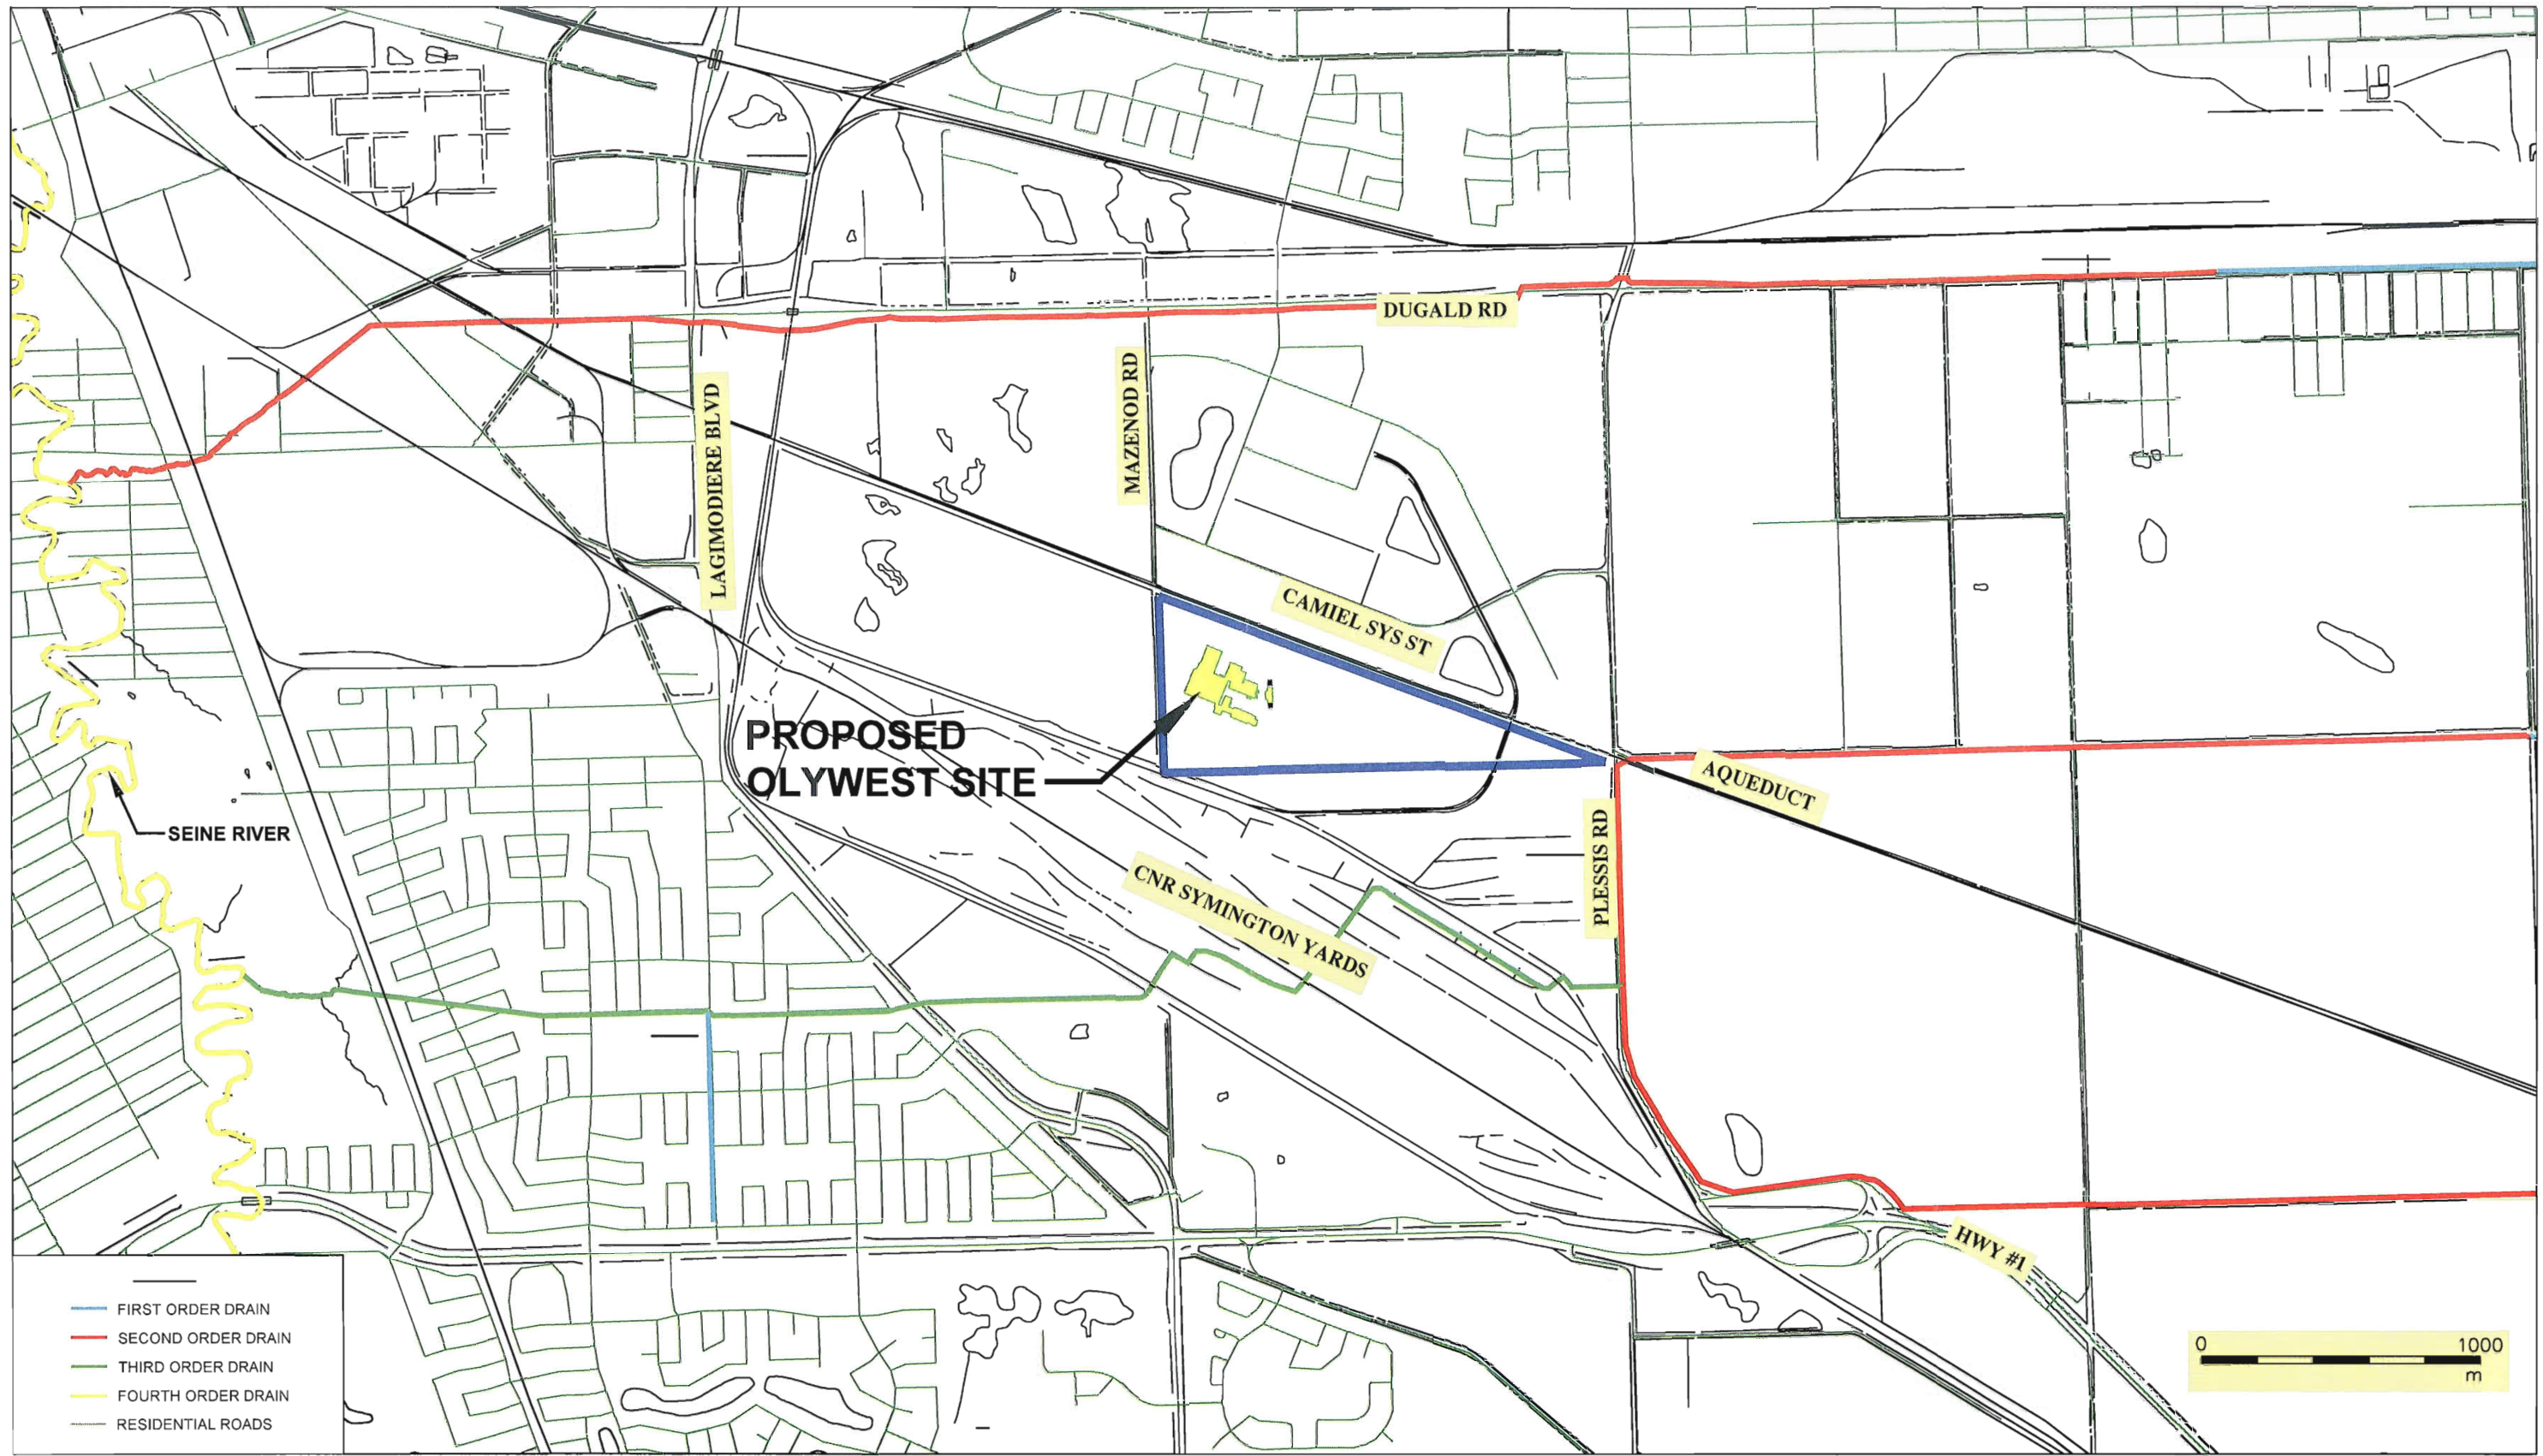 DUGALD RD
MAZENOD RD
LAGIMODIERE BLVD
CAMIEL SYS ST
PROPOSED
OLYWEST SITE
AQUEDUCT
SEINE RIVER
PLESSIS RD
CNR SYMINGTON YARDS
HWY #1
FIRST ORDER DRAIN
SECOND ORDER DRAIN
THIRD ORDER DRAIN
FOURTH ORDER DRAIN
RESIDENTIAL ROADS
0 1000
m